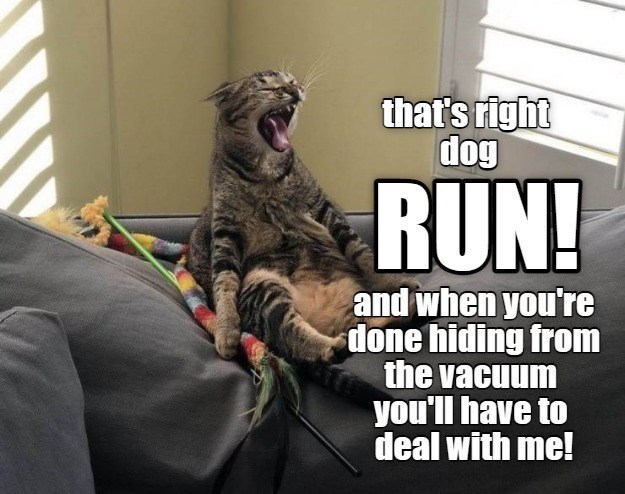 that's right
dog
RUN!
and when you're
done hiding from
the vacuum
you'll have to
deal with me!